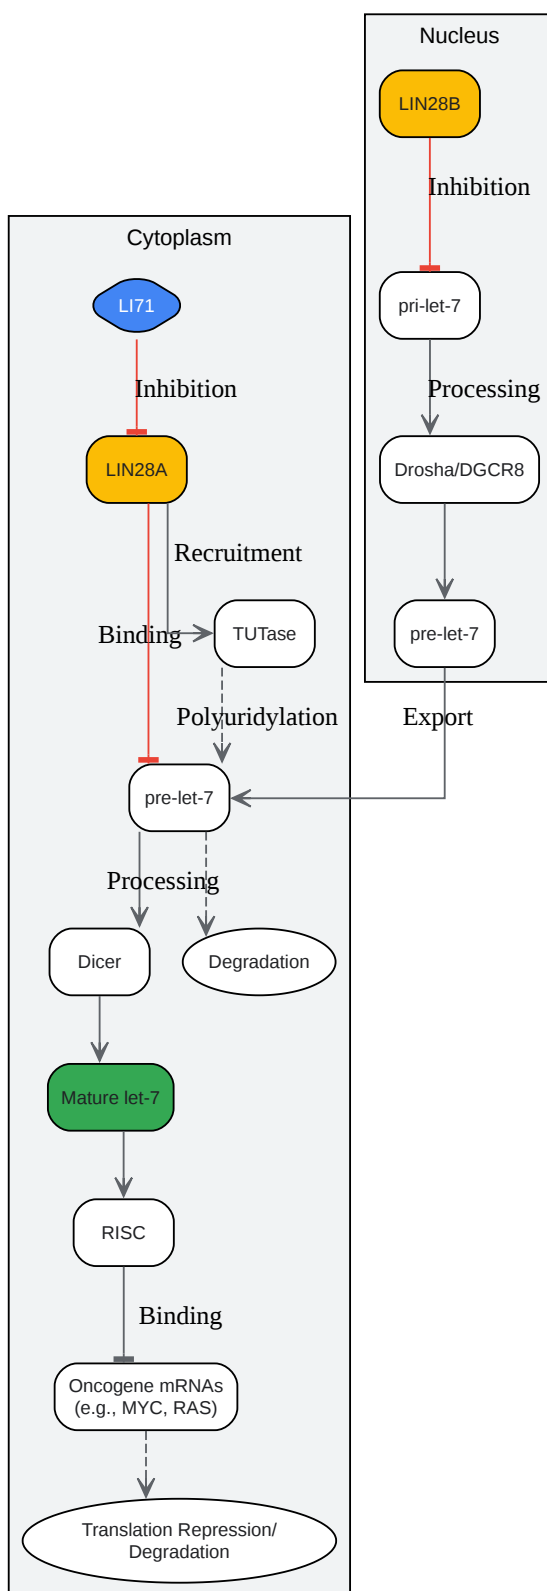 Nucleus
LIN28B
Inhibition
pri-let-7
Processing
Drosha/DGCR8
pre-let-7
Export
Cytoplasm
LI71
Inhibition
LIN28A
Recruitment
Binding
TUTase
Polyuridylation
pre-let-7
Processing
Dicer
Degradation
Mature let-7
RISC
Binding
Oncogene mRNAs
(e.g., MYC, RAS)
Translation Repression/
Degradation